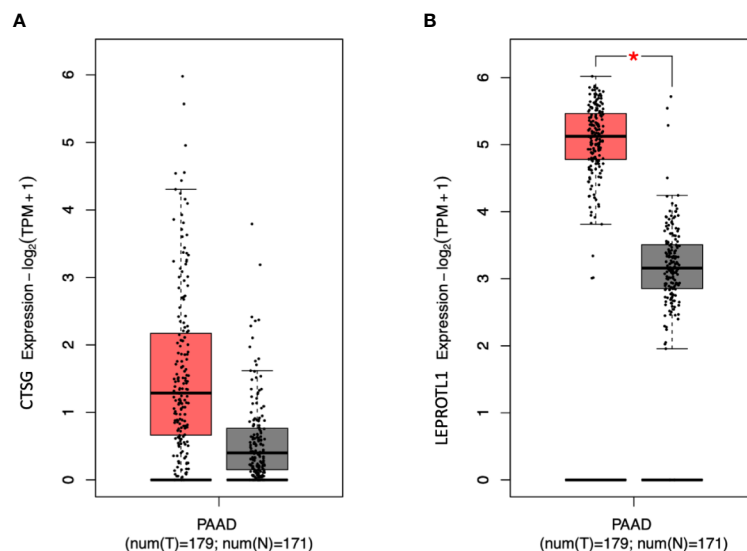 A
CTSG Expression − log₂(TPM + 1)
6
5
4
3
2
1
0
PAAD
(num(T)=179; num(N)=171)
B
LEPROTL1 Expression − log₂(TPM + 1)
6
5
4
3
2
1
0
*
PAAD
(num(T)=179; num(N)=171)